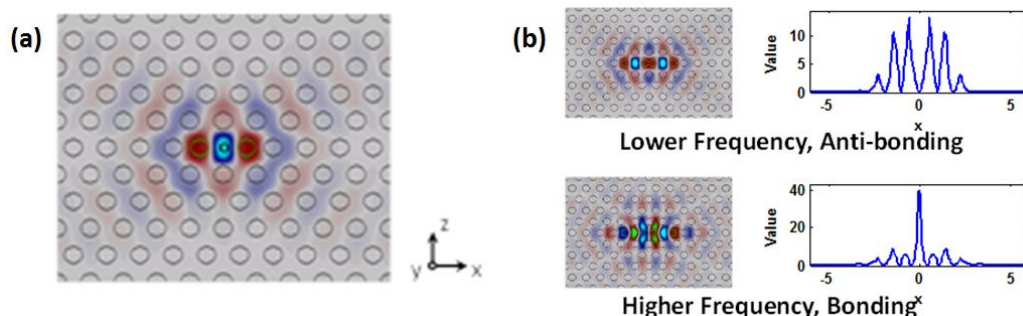 (a)
z
y
x
(b)
Value
10
5
0
-5
0
5
x
Lower Frequency, Anti-bonding
Value
40
20
0
-5
0
5
x
Higher Frequency, Bonding